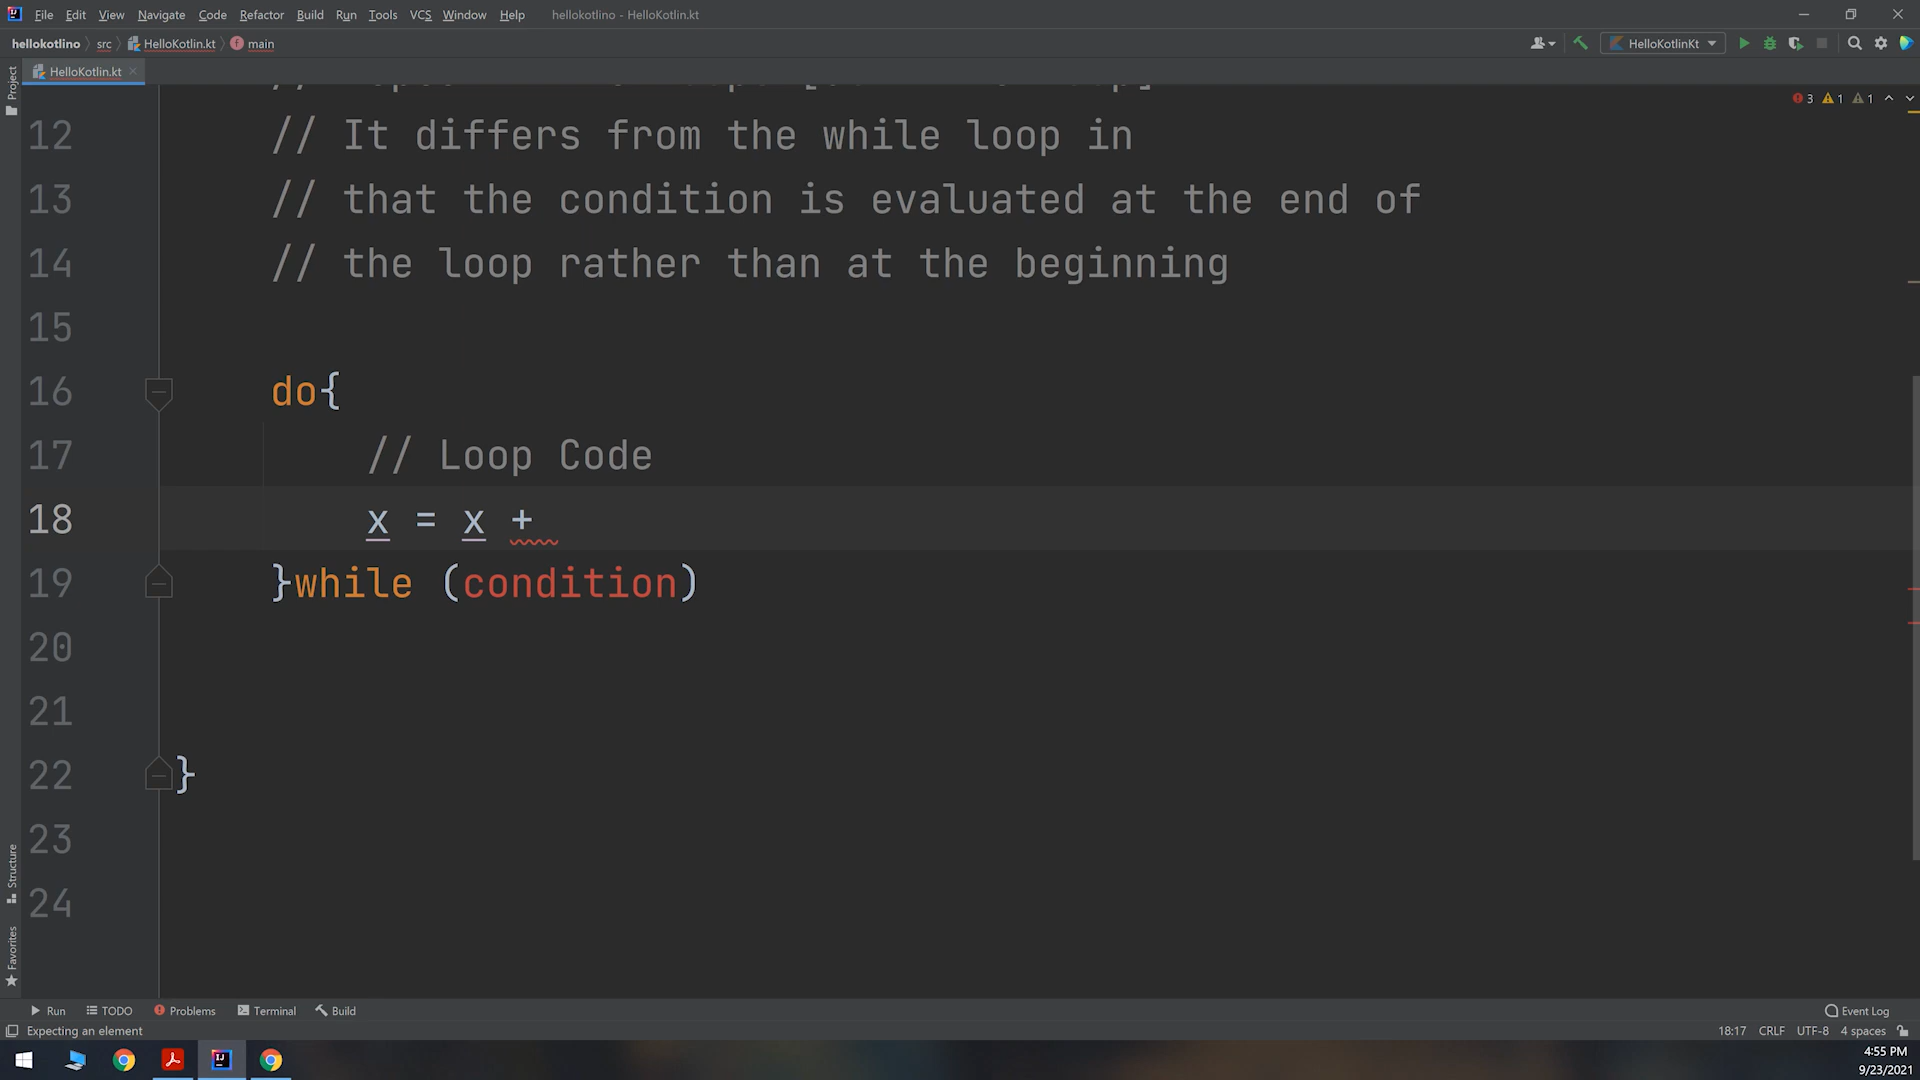 File Edit View Navigate Code Refactor Build Run Tools VCS Window Help hellokotlino - HelloKotlin.kt
hellokotlino src HelloKotlin.kt main HelloKotlinKt
Project
HelloKotlin.kt
3 1 1
12 // It differs from the while loop in
13 // that the condition is evaluated at the end of
14 // the loop rather than at the beginning
15
16 do{
17 // Loop Code
18 x = x +
19 }while (condition)
20
21
22 }
23
24
Structure
Favorites
Run TODO Problems Terminal Build Event Log
Expecting an element 18:17 CRLF UTF-8 4 spaces
4:55 PM
9/23/2021